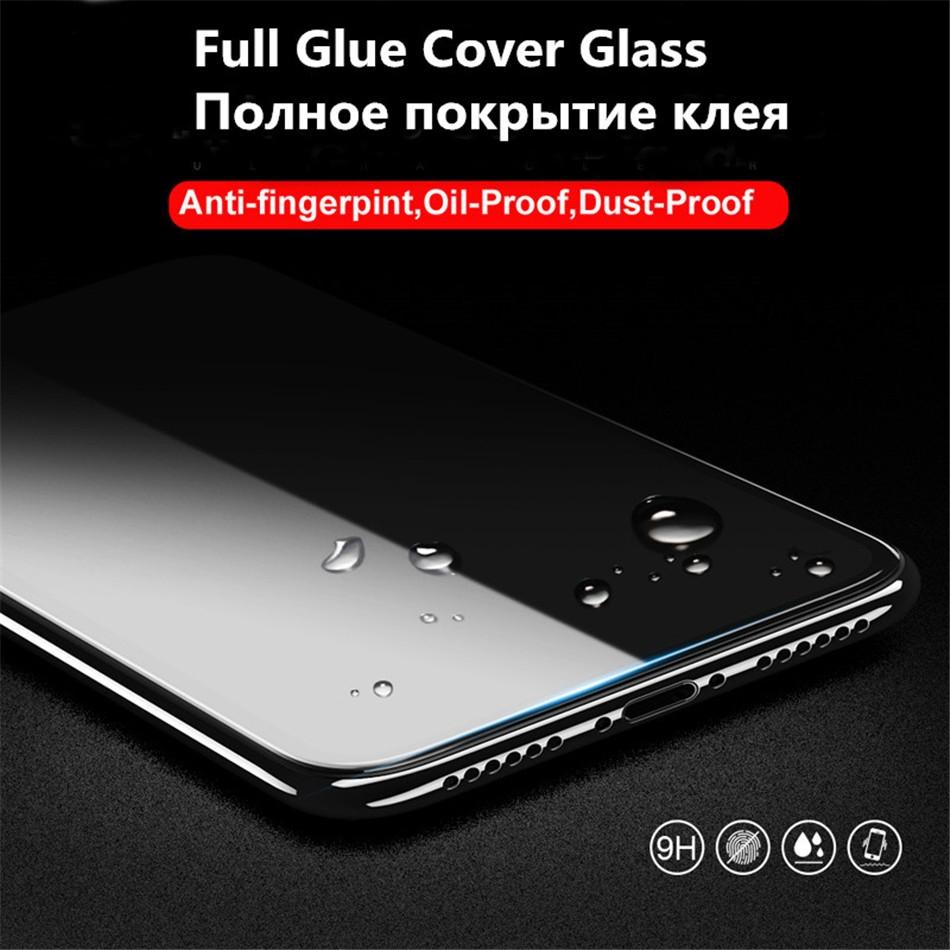 Full Glue Cover Glass
Полное покрытие клея
Anti-fingerpint,Oil-Proof,Dust-Proof
9H